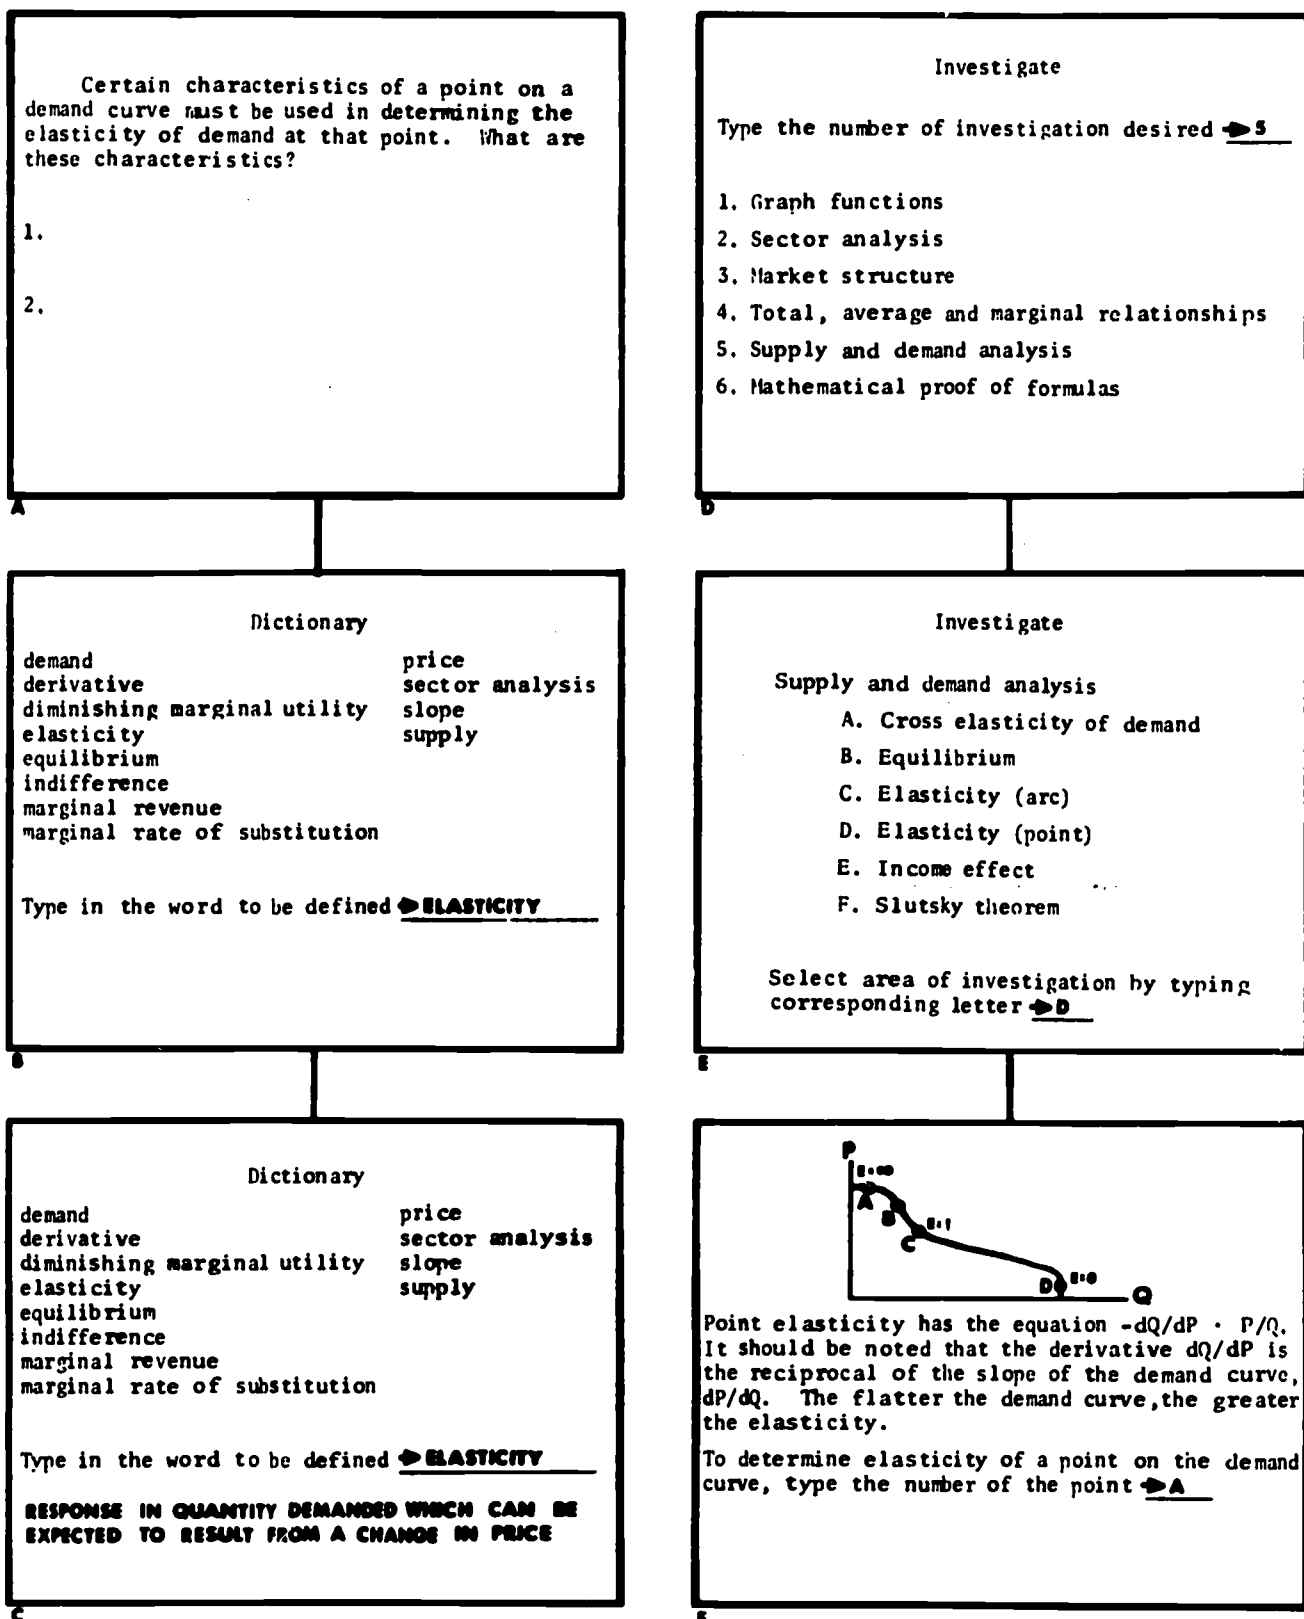 Certain characteristics of a point on a
demand curve must be used in determining the
elasticity of demand at that point. What are
these characteristics?
1.
2.
A
Dictionary
demand price
derivative sector analysis
diminishing marginal utility slope
elasticity supply
equilibrium
indifference
marginal revenue
marginal rate of substitution
Type in the word to be defined ELASTICITY
B
Dictionary
demand price
derivative sector analysis
diminishing marginal utility slope
elasticity supply
equilibrium
indifference
marginal revenue
marginal rate of substitution
Type in the word to be defined ELASTICITY
RESPONSE IN QUANTITY DEMANDED WHICH CAN BE
EXPECTED TO RESULT FROM A CHANGE IN PRICE
C
Investigate
Type the number of investigation desired 5
1. Graph functions
2. Sector analysis
3. Market structure
4. Total, average and marginal relationships
5. Supply and demand analysis
6. Mathematical proof of formulas
D
Investigate
Supply and demand analysis
A. Cross elasticity of demand
B. Equilibrium
C. Elasticity (arc)
D. Elasticity (point)
E. Income effect
F. Slutsky theorem
Select area of investigation by typing
corresponding letter D
E
P
E=∞
A
B
E=1
C
D E=0
Q
Point elasticity has the equation -dQ/dP · P/Q.
It should be noted that the derivative dQ/dP is
the reciprocal of the slope of the demand curve,
dP/dQ. The flatter the demand curve,the greater
the elasticity.
To determine elasticity of a point on the demand
curve, type the number of the point A
F